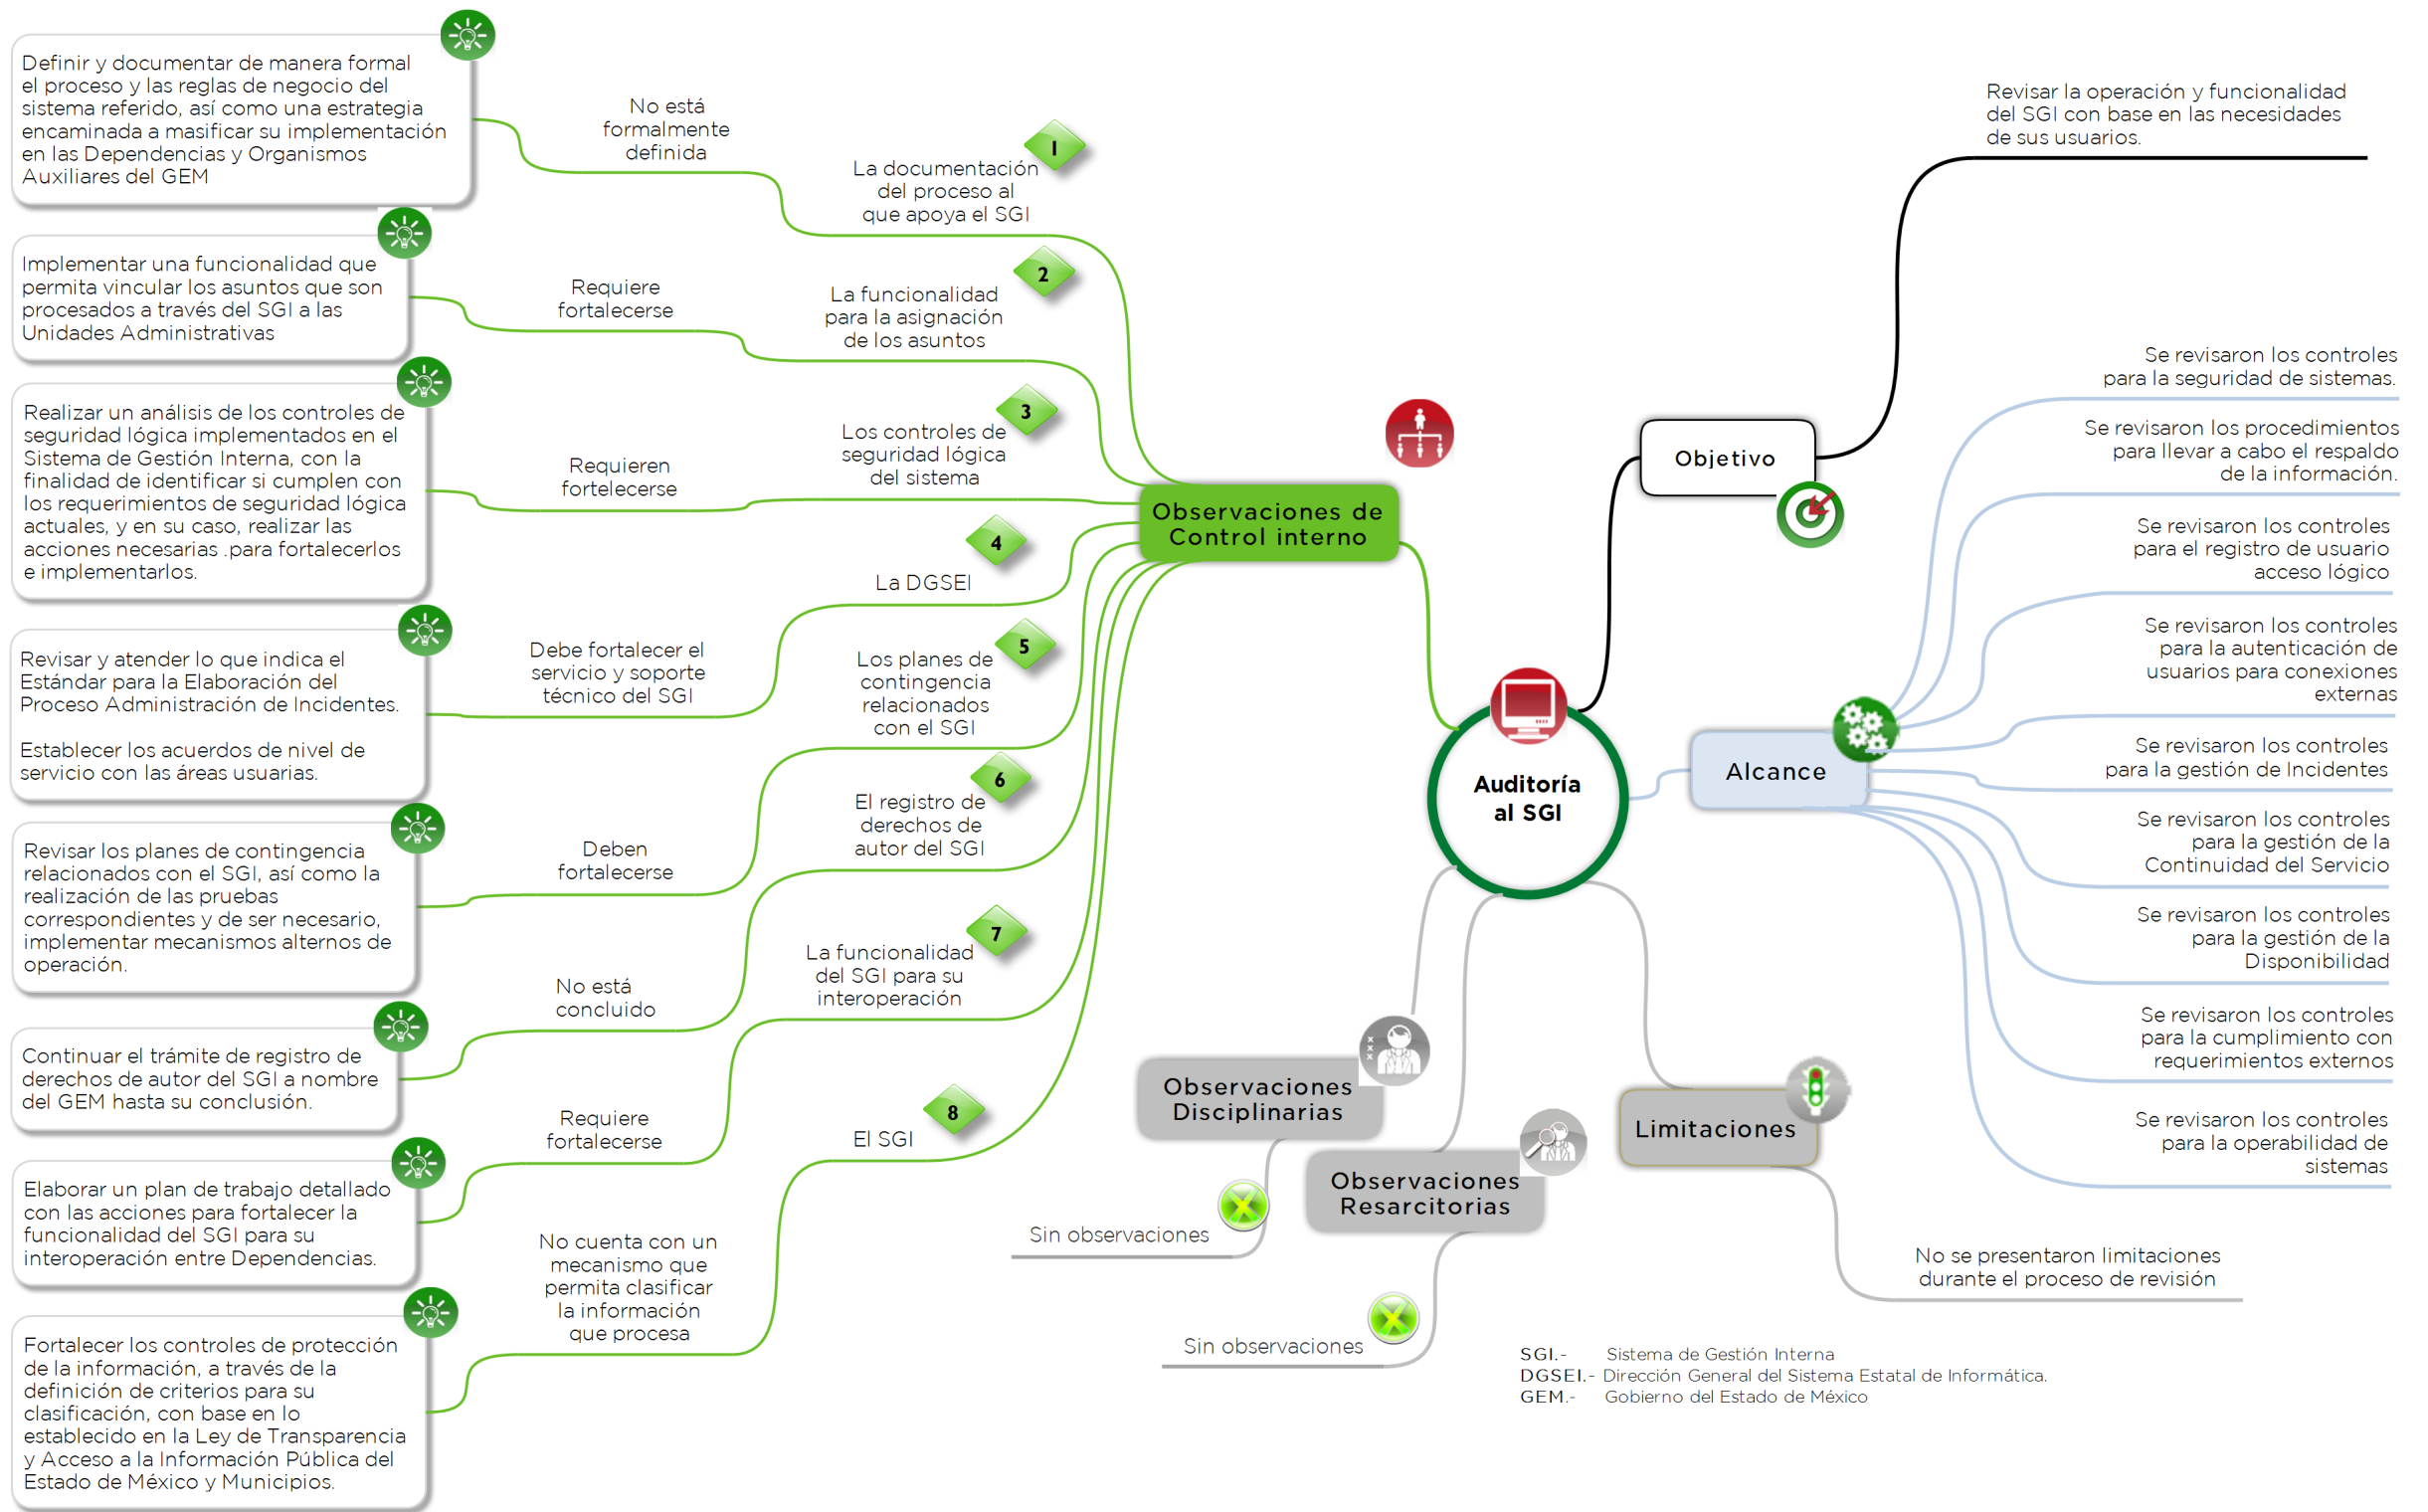 Definir y documentar de manera formal
el proceso y las reglas de negocio del
sistema referido, así como una estrategia
encaminada a masificar su implementación
en las Dependencias y Organismos
Auxiliares del GEM
No está
formalmente
definida
1
La documentación
del proceso al
que apoya el SGI
Implementar una funcionalidad que
permita vincular los asuntos que son
procesados a través del SGI a las
Unidades Administrativas
Requiere
fortalecerse
2
La funcionalidad
para la asignación
de los asuntos
Realizar un análisis de los controles de
seguridad lógica implementados en el
Sistema de Gestión Interna, con la
finalidad de identificar si cumplen con
los requerimientos de seguridad lógica
actuales, y en su caso, realizar las
acciones necesarias .para fortalecerlos
e implementarlos.
Requieren
fortelecerse
3
Los controles de
seguridad lógica
del sistema
Revisar y atender lo que indica el
Estándar para la Elaboración del
Proceso Administración de Incidentes.
Establecer los acuerdos de nivel de
servicio con las áreas usuarias.
Debe fortalecer el
servicio y soporte
técnico del SGI
4
La DGSEI
Revisar los planes de contingencia
relacionados con el SGI, así como la
realización de las pruebas
correspondientes y de ser necesario,
implementar mecanismos alternos de
operación.
Deben
fortalecerse
5
Los planes de
contingencia
relacionados
con el SGI
Continuar el trámite de registro de
derechos de autor del SGI a nombre
del GEM hasta su conclusión.
No está
concluido
6
El registro de
derechos de
autor del SGI
Elaborar un plan de trabajo detallado
con las acciones para fortalecer la
funcionalidad del SGI para su
interoperación entre Dependencias.
Requiere
fortalecerse
7
La funcionalidad
del SGI para su
interoperación
Fortalecer los controles de protección
de la información, a través de la
definición de criterios para su
clasificación, con base en lo
establecido en la Ley de Transparencia
y Acceso a la Información Pública del
Estado de México y Municipios.
No cuenta con un
mecanismo que
permita clasificar
la información
que procesa
8
El SGI
Observaciones de
Control interno
Auditoría
al SGI
Objetivo
Revisar la operación y funcionalidad
del SGI con base en las necesidades
de sus usuarios.
Alcance
Se revisaron los controles
para la seguridad de sistemas.
Se revisaron los procedimientos
para llevar a cabo el respaldo
de la información.
Se revisaron los controles
para el registro de usuario
acceso lógico
Se revisaron los controles
para la autenticación de
usuarios para conexiones
externas
Se revisaron los controles
para la gestión de Incidentes
Se revisaron los controles
para la gestión de la
Continuidad del Servicio
Se revisaron los controles
para la gestión de la
Disponibilidad
Se revisaron los controles
para la cumplimiento con
requerimientos externos
Se revisaron los controles
para la operabilidad de
sistemas
Observaciones
Disciplinarias
Sin observaciones
Observaciones
Resarcitorias
Sin observaciones
Limitaciones
No se presentaron limitaciones
durante el proceso de revisión
SGI.- Sistema de Gestión Interna
DGSEI.- Dirección General del Sistema Estatal de Informática.
GEM.- Gobierno del Estado de México